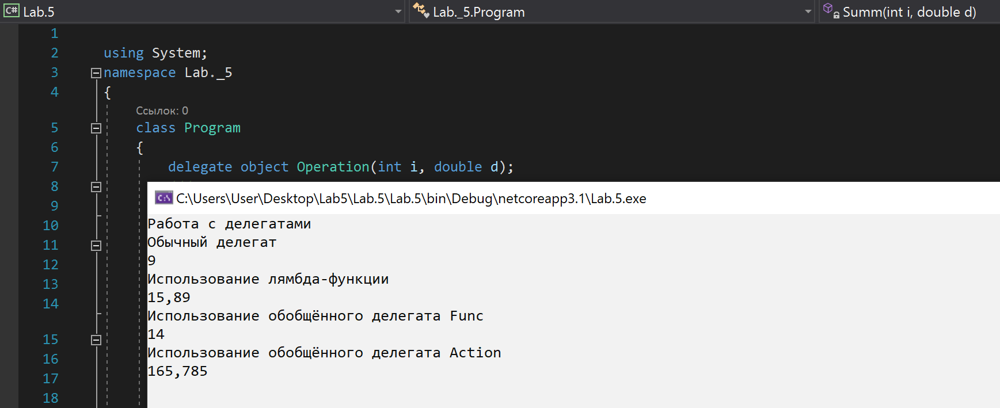 C# Lab.5 Lab._5.Program Summ(int i, double d)
1
2 using System;
3 namespace Lab._5
4 {
Ссылок: 0
5 class Program
6 {
7 delegate object Operation(int i, double d);
8
C:\Users\User\Desktop\Lab5\Lab.5\Lab.5\bin\Debug\netcoreapp3.1\Lab.5.exe
9
10 Работа с делегатами
11 Обычный делегат
12 9
13 Использование лямбда-функции
14 15,89
Использование обобщённого делегата Func
15 14
16 Использование обобщённого делегата Action
17 165,785
18